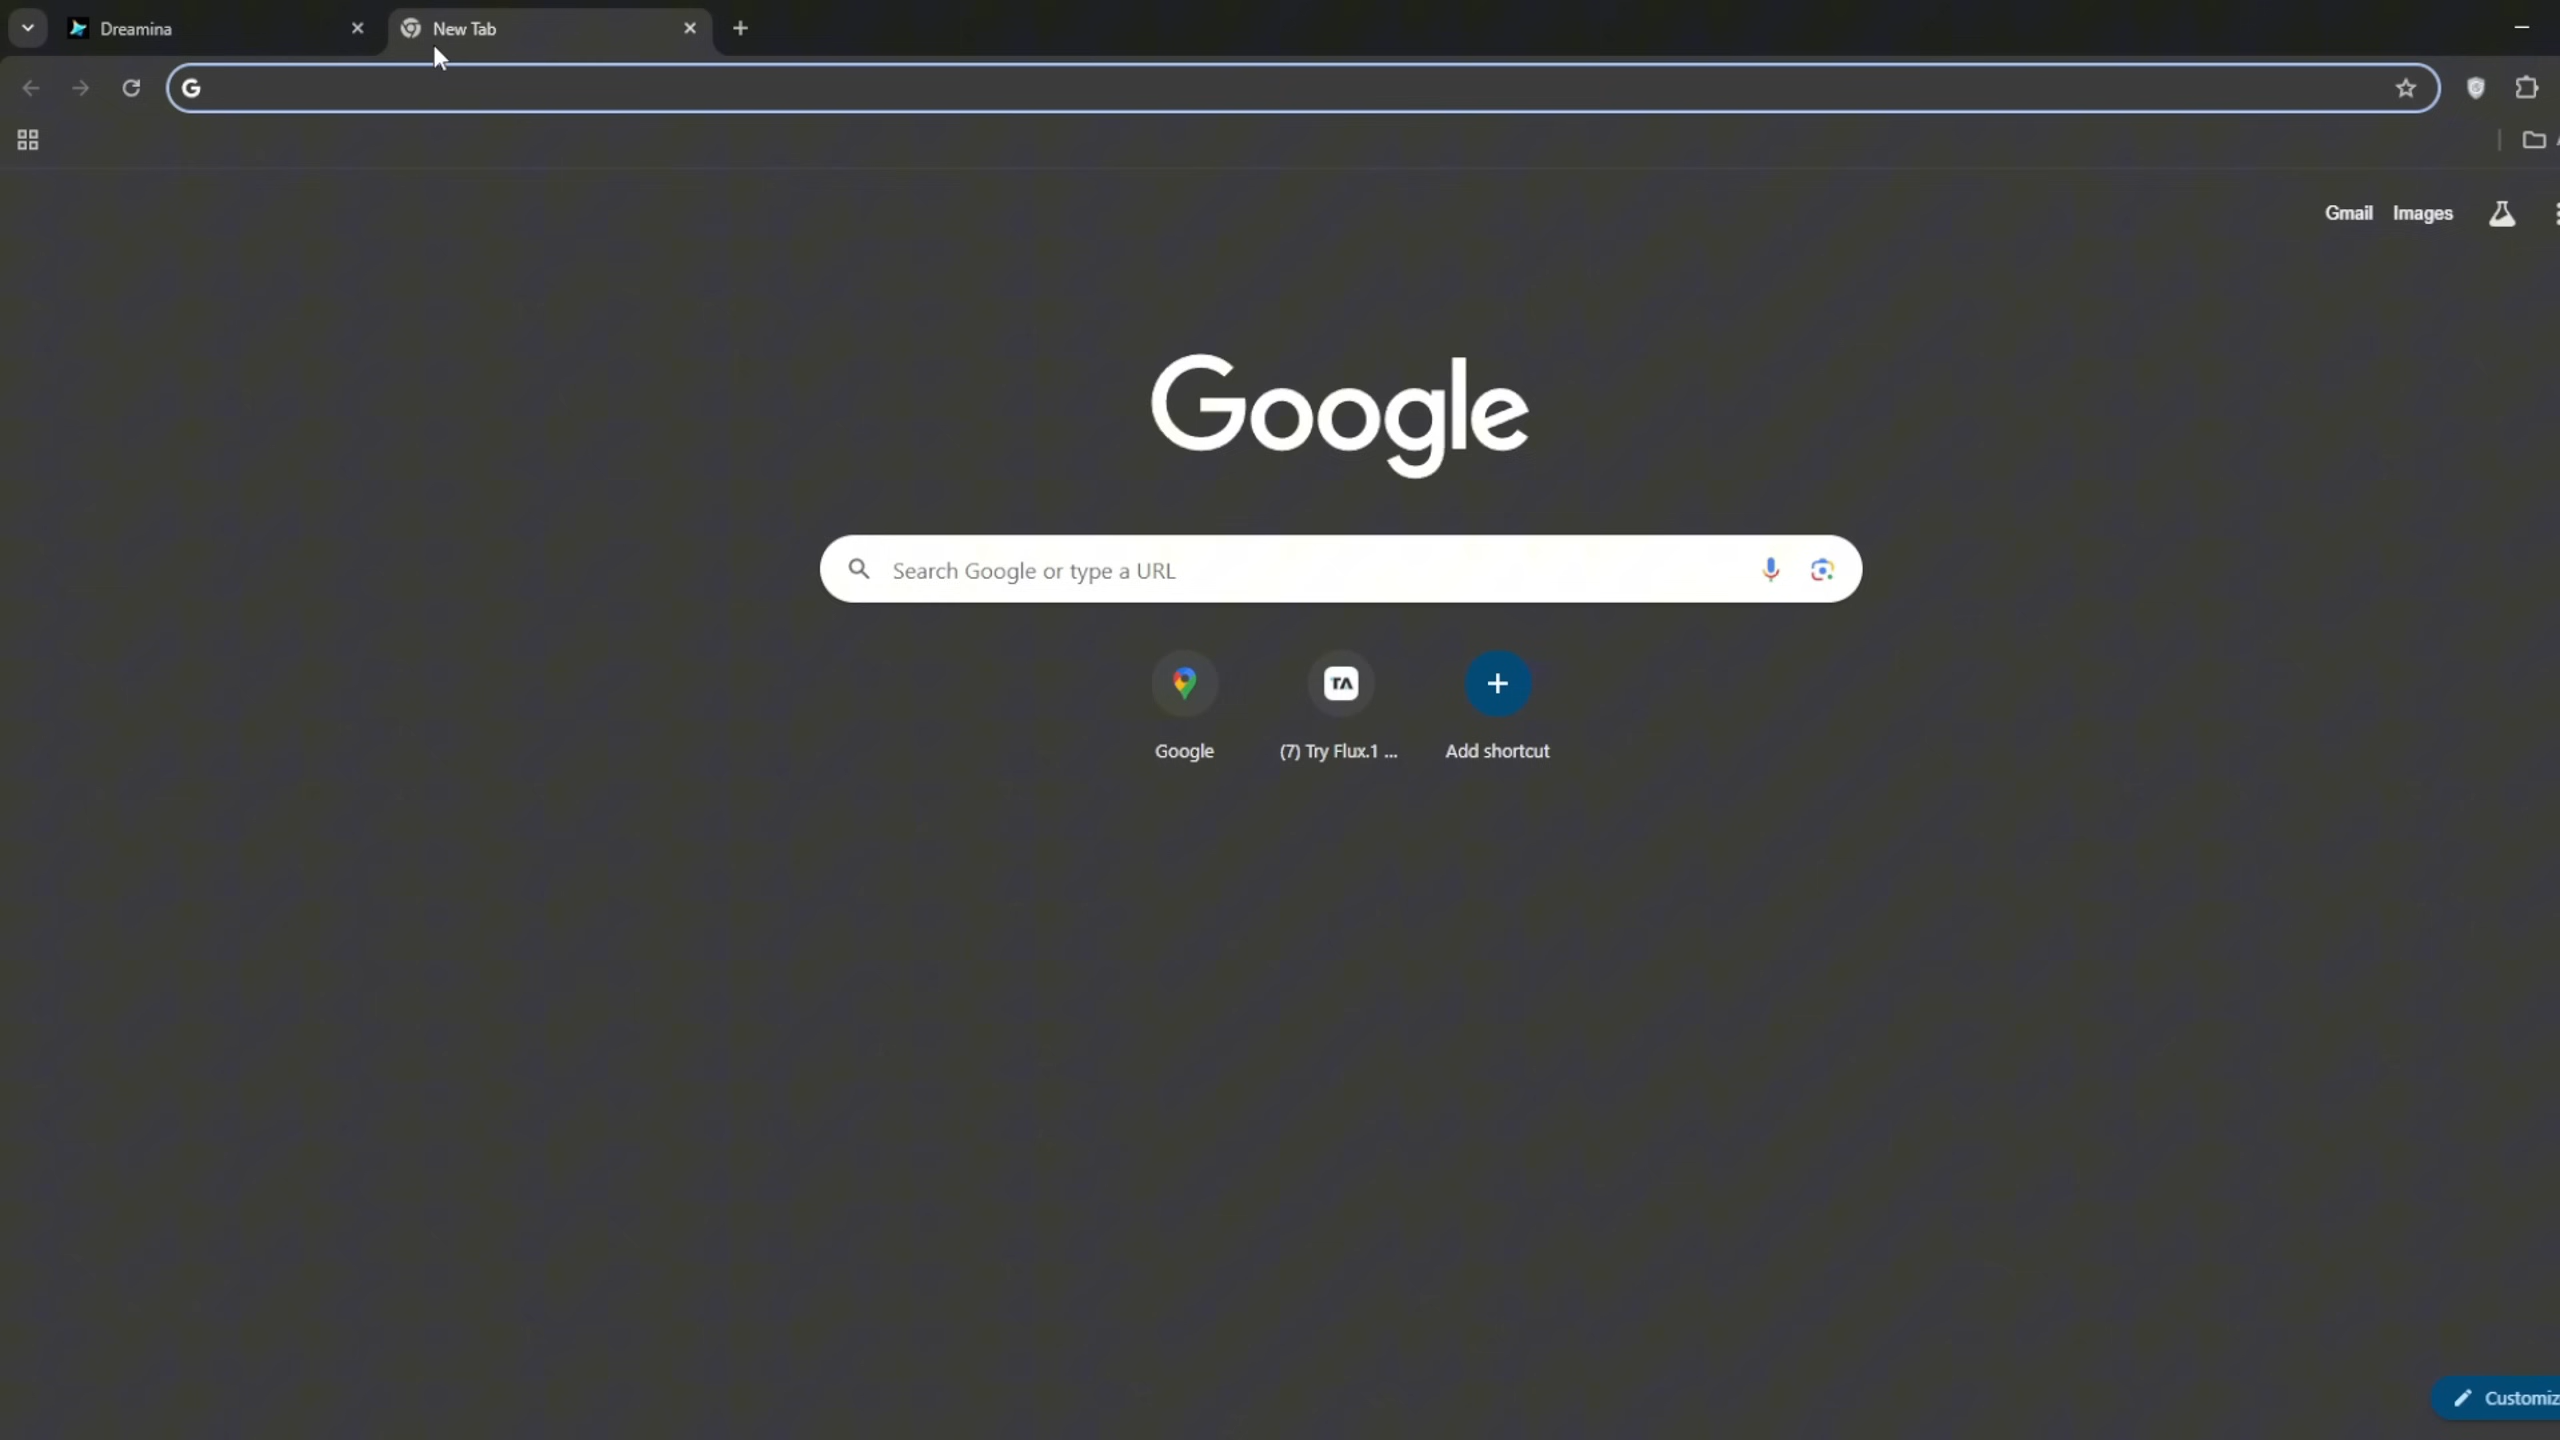 Dreamina
New Tab
Gmail Images
Google
Search Google or type a URL
TA
Google
(7) Try Flux.1 ...
Add shortcut
Customiz